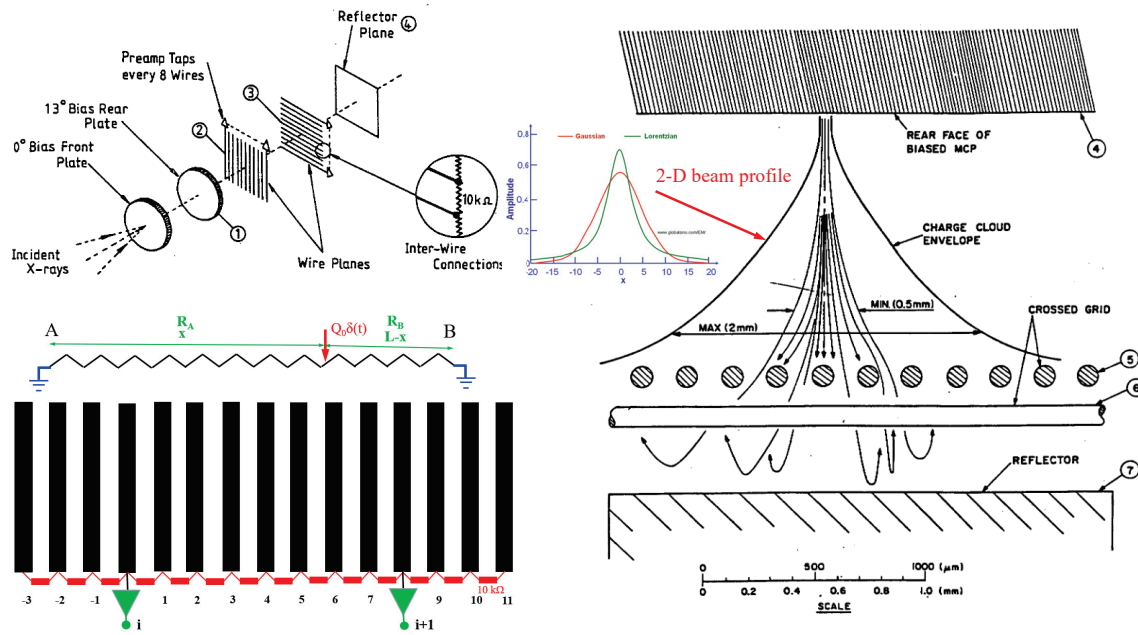 Reflector ④
Plane
Preamp Taps
every 8 Wires
③
13° Bias Rear
Plate
②
0° Bias Front
Plate
①
10kΩ
Incident
X-rays
Wire Planes
Inter-Wire
Connections
Gaussian
Lorentzian
Amplitude
0.8
0.6
0.4
0.2
0
-20 -15 -10 -5 0 5 10 15 20
x
2-D beam profile
REAR FACE OF
BIASED MCP
④
CHARGE CLOUD
ENVELOPE
MIN. (0.5mm)
CROSSED GRID
MAX (2mm)
⑤
⑥
REFLECTOR
⑦
0 500 1000 (μm)
0 0.2 0.4 0.6 0.8 1.0 (mm)
SCALE
A
R_A
x
Q₀δ(t)
R_B
L-x
B
10 kΩ
-3 -2 -1 1 2 3 4 5 6 7 9 10 11
i
i+1